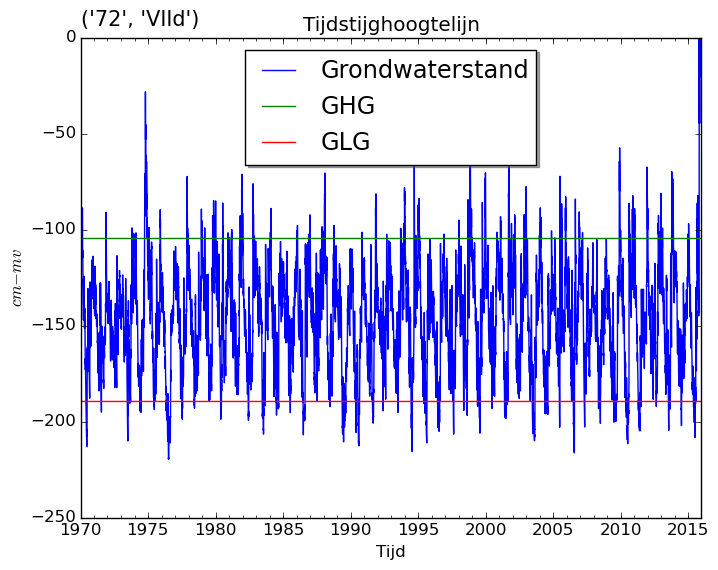 ('72', 'VIId')
Tijdstijghoogtelijn
Grondwaterstand
GHG
GLG
0
−50
−100
−150
−200
−250
cm−mv
1970 1975 1980 1985 1990 1995 2000 2005 2010 2015
Tijd